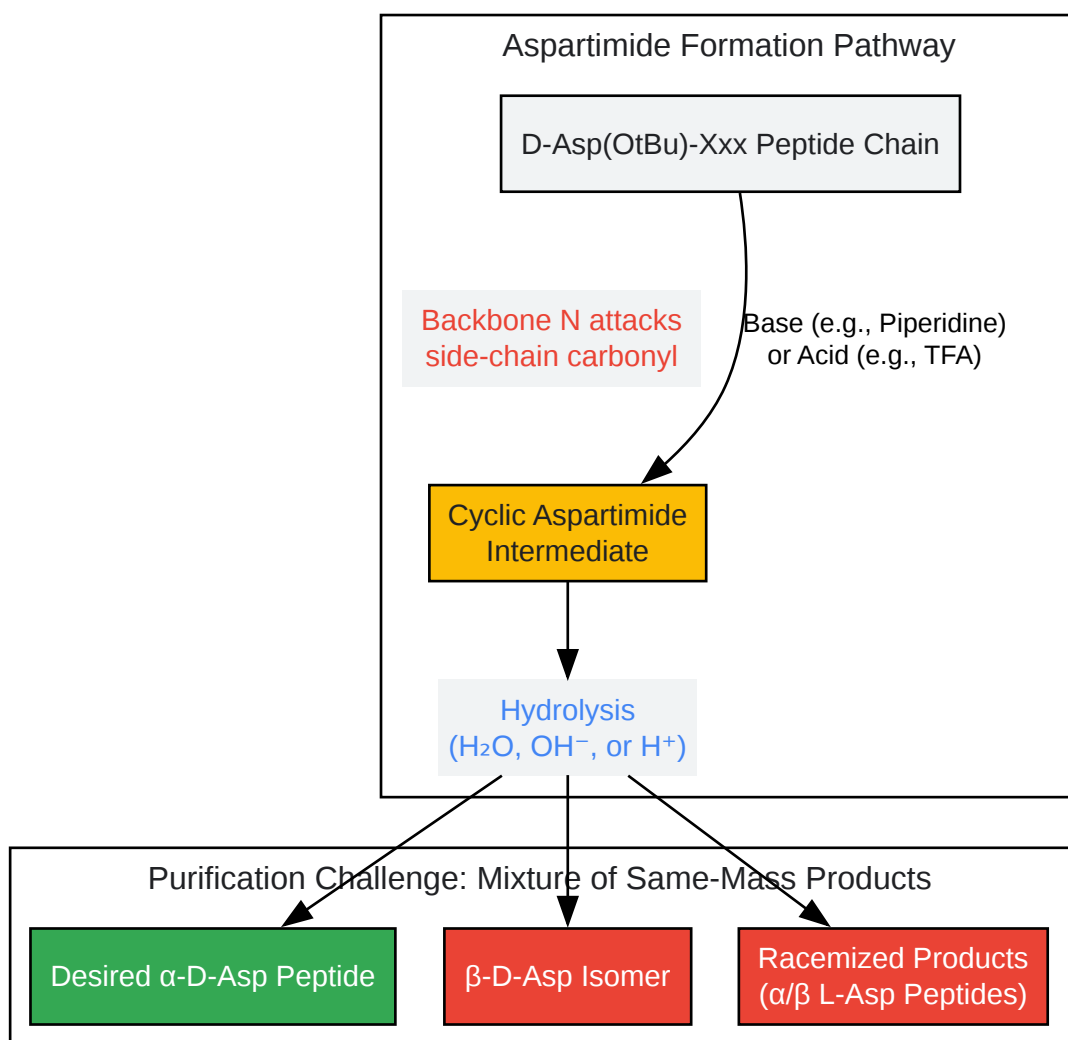 Aspartimide Formation Pathway
D-Asp(OtBu)-Xxx Peptide Chain
Backbone N attacks
side-chain carbonyl
Base (e.g., Piperidine)
or Acid (e.g., TFA)
Cyclic Aspartimide
Intermediate
Hydrolysis
(H₂O, OH⁻, or H⁺)
Purification Challenge: Mixture of Same-Mass Products
Desired α-D-Asp Peptide
β-D-Asp Isomer
Racemized Products
(α/β L-Asp Peptides)